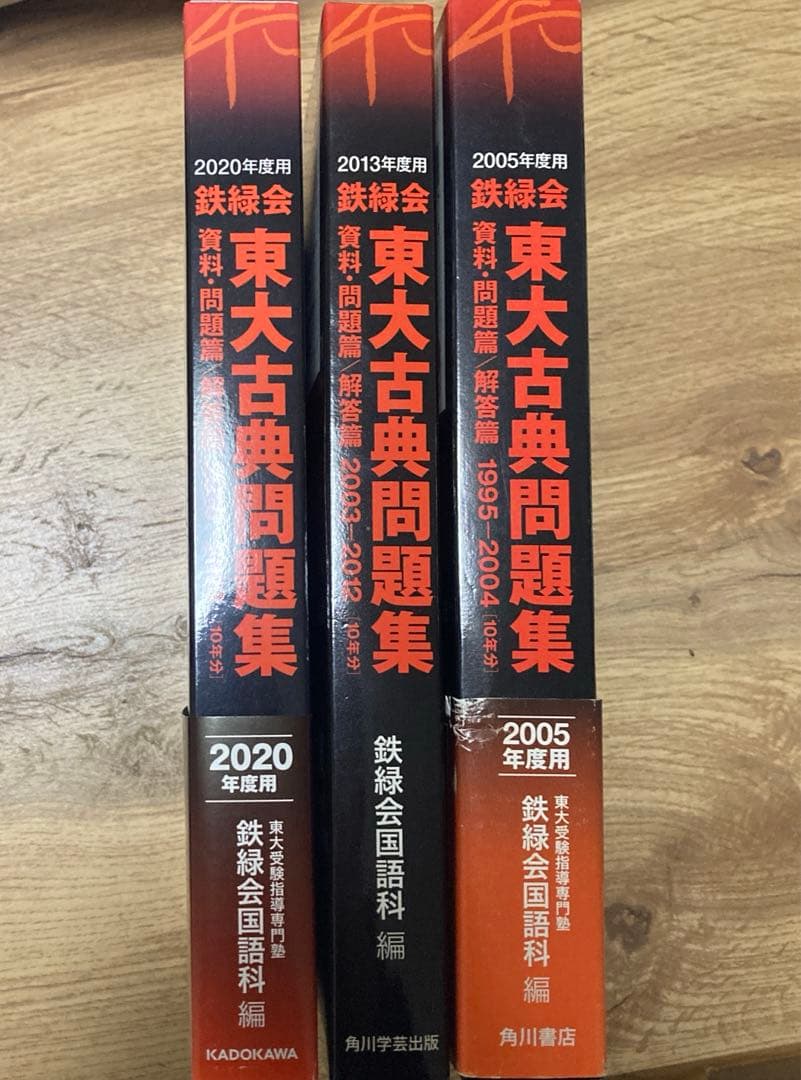 2020年度用
鉄緑会
東大古典問題集
資料・問題篇/解答篇
[10年分]
2020
年度用
東大受験指導専門塾
鉄緑会国語科 編
KADOKAWA
2013年度用
鉄緑会
東大古典問題集
資料・問題篇/解答篇 2003—2012 [10年分]
鉄緑会国語科 編
角川学芸出版
2005年度用
鉄緑会
東大古典問題集
資料・問題篇/解答篇 1995—2004 [10年分]
2005
年度用
東大受験指導専門塾
鉄緑会国語科 編
角川書店